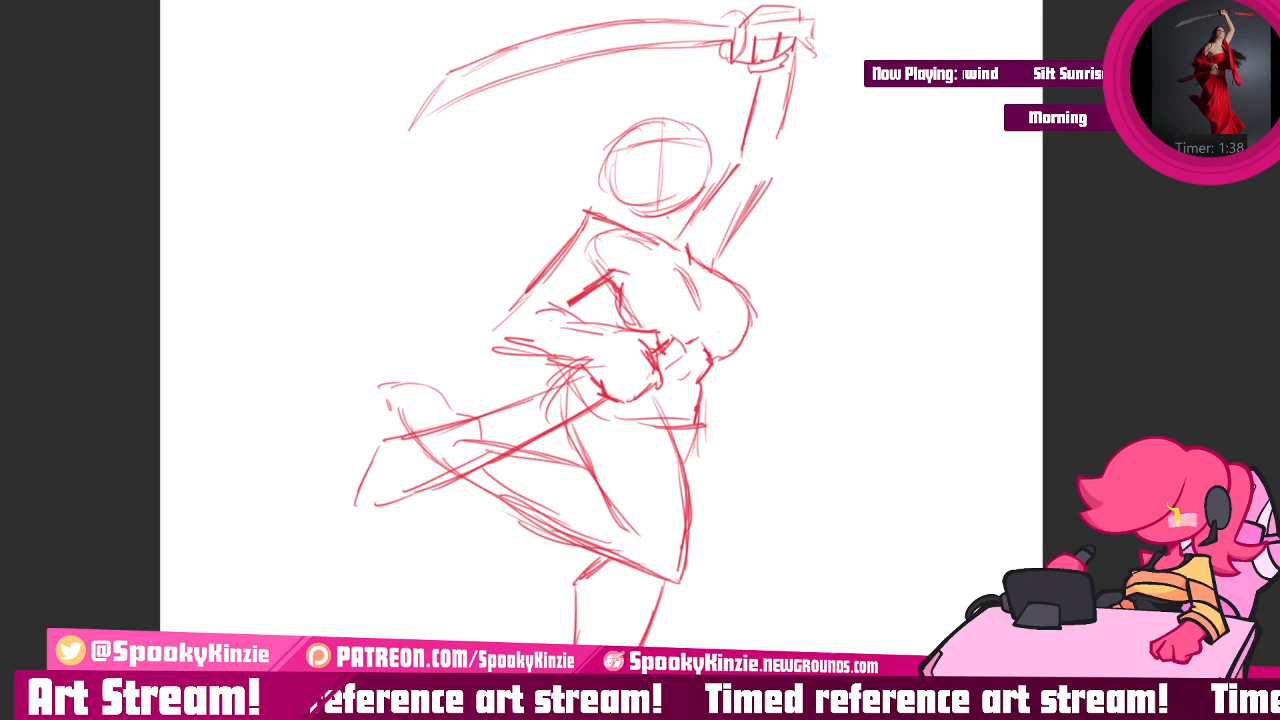 Now Playing: wind Silt Sunris
Morning
Timer: 1:38
@SpookyKinzie
PATREON.COM/SpookyKinzie
SpookyKinzie.NEWGROUNDS.com
Art Stream!
eference art stream! Timed reference art stream! Time